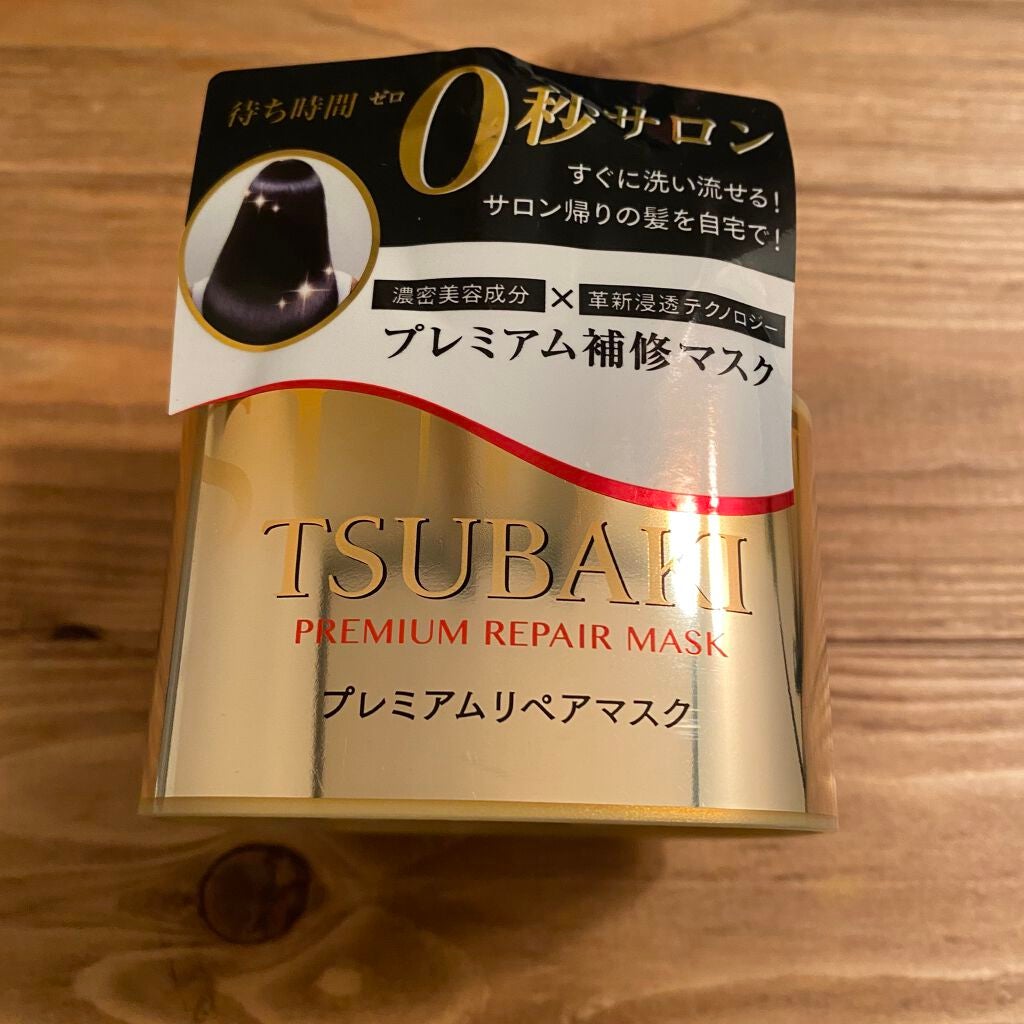 待ち時間 ゼロ 0秒サロン
すぐに洗い流せる!
サロン帰りの髪を自宅で!
濃密美容成分×革新浸透テクノロジー
プレミアム補修マスク
TSUBAKI
PREMIUM REPAIR MASK
プレミアムリペアマスク